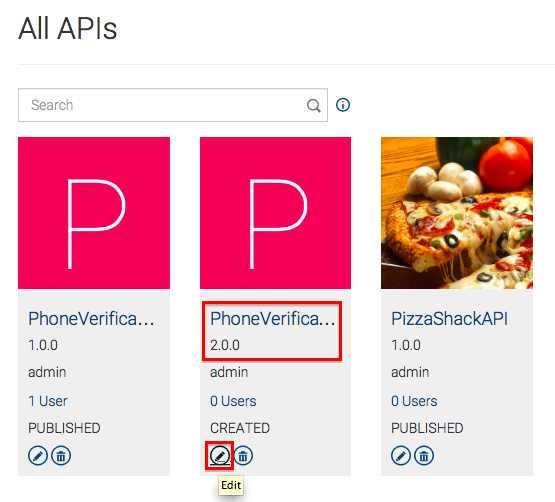 All APIs
Search
P
P
PhoneVerifica...
1.0.0
admin
1 User
PUBLISHED
PhoneVerifica...
2.0.0
admin
0 Users
CREATED
Edit
PizzaShackAPI
1.0.0
admin
0 Users
PUBLISHED